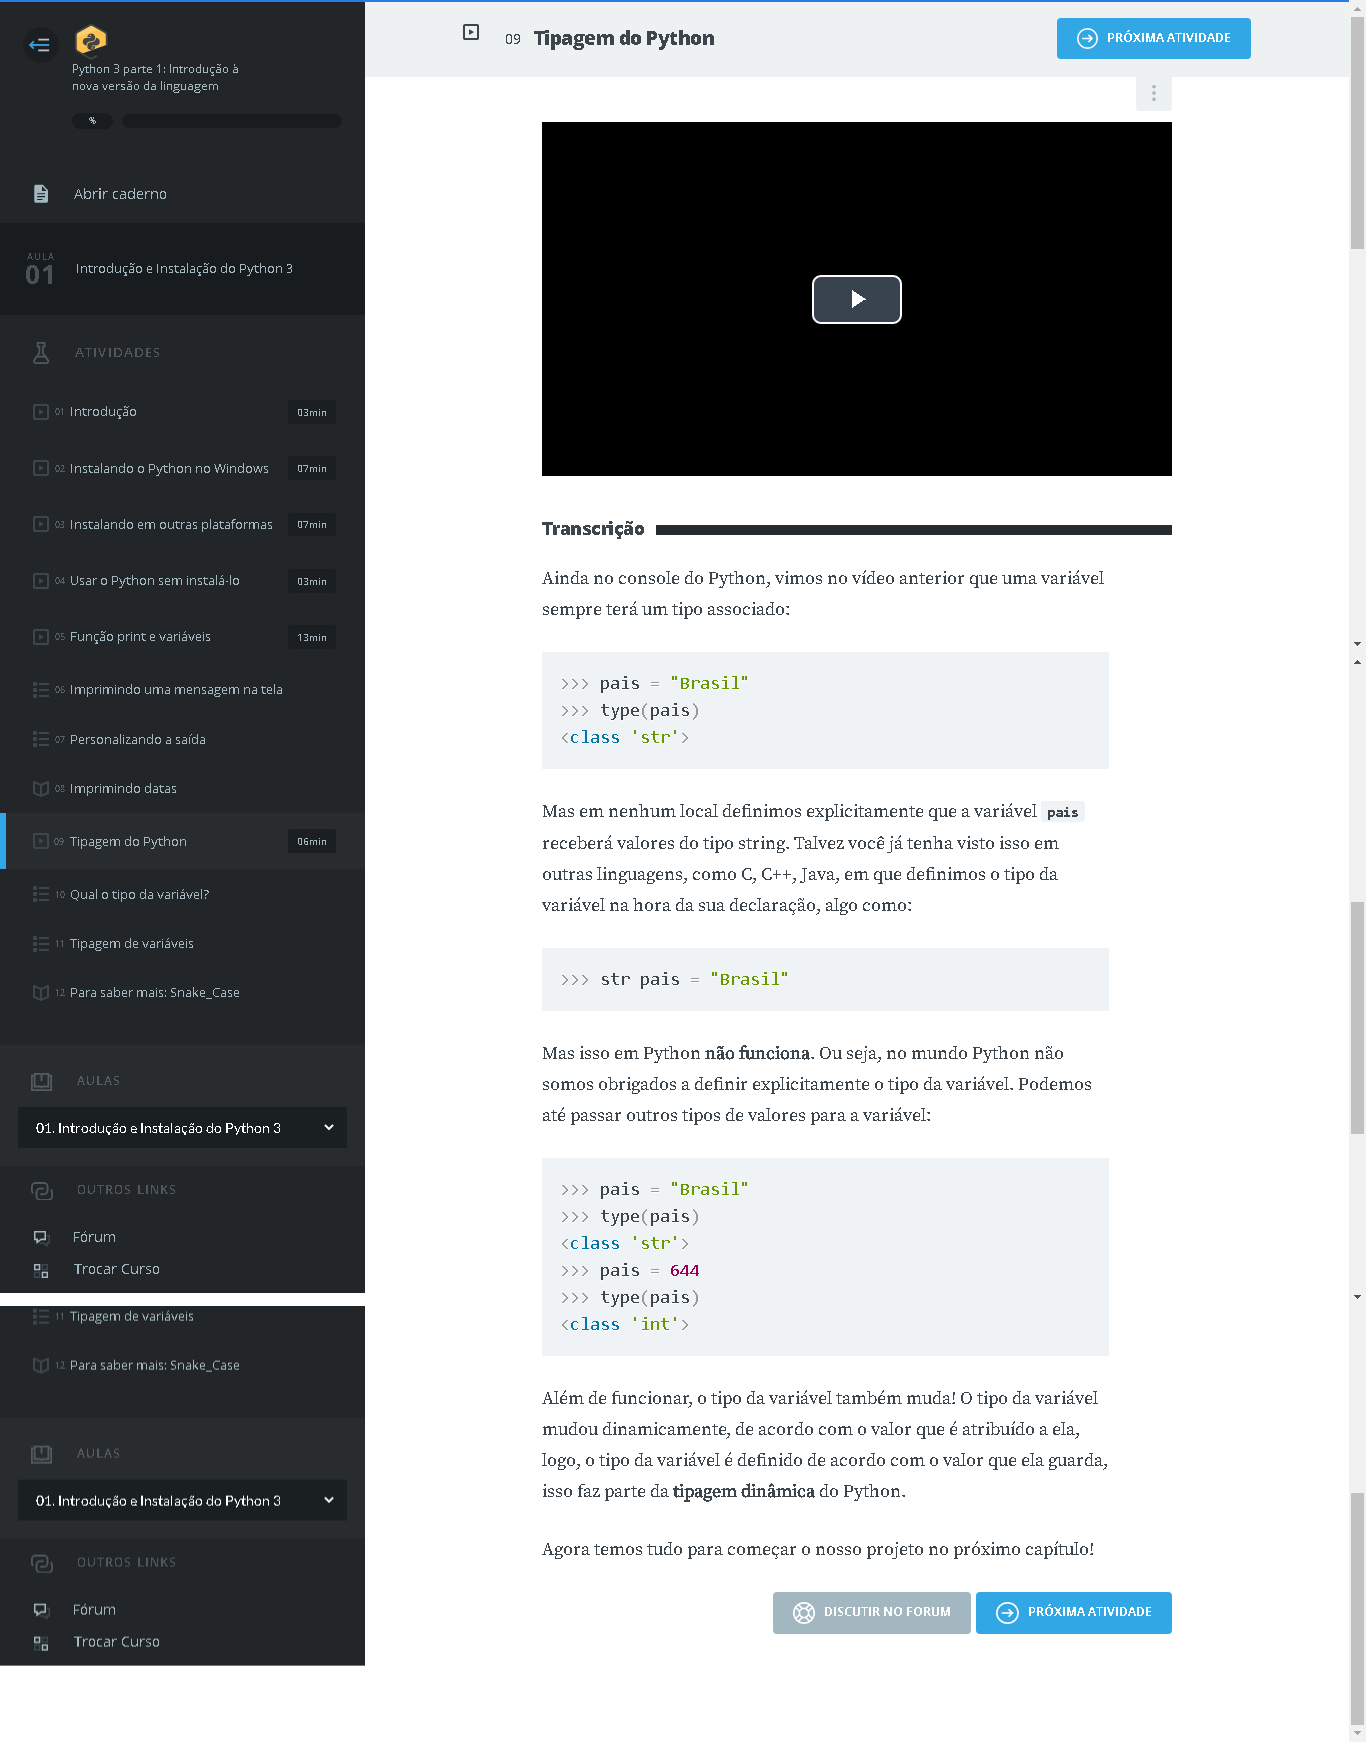 Python 3 parte 1: Introdução à
nova versão da linguagem
%
Abrir caderno
AULA
01
Introdução e Instalação do Python 3
ATIVIDADES
01 Introdução 03min
02 Instalando o Python no Windows 07min
03 Instalando em outras plataformas 07min
04 Usar o Python sem instalá-lo 03min
05 Função print e variáveis 13min
06 Imprimindo uma mensagem na tela
07 Personalizando a saída
08 Imprimindo datas
09 Tipagem do Python 06min
10 Qual o tipo da variável?
11 Tipagem de variáveis
12 Para saber mais: Snake_Case
AULAS
01. Introdução e Instalação do Python 3
OUTROS LINKS
Fórum
Trocar Curso
11 Tipagem de variáveis
12 Para saber mais: Snake_Case
AULAS
01. Introdução e Instalação do Python 3
OUTROS LINKS
Fórum
Trocar Curso
09 Tipagem do Python
PRÓXIMA ATIVIDADE
Transcrição
Ainda no console do Python, vimos no vídeo anterior que uma variável
sempre terá um tipo associado:
>>> pais = "Brasil"
>>> type(pais)
<class 'str'>
Mas em nenhum local definimos explicitamente que a variável pais
receberá valores do tipo string. Talvez você já tenha visto isso em
outras linguagens, como C, C++, Java, em que definimos o tipo da
variável na hora da sua declaração, algo como:
>>> str pais = "Brasil"
Mas isso em Python não funciona. Ou seja, no mundo Python não
somos obrigados a definir explicitamente o tipo da variável. Podemos
até passar outros tipos de valores para a variável:
>>> pais = "Brasil"
>>> type(pais)
<class 'str'>
>>> pais = 644
>>> type(pais)
<class 'int'>
Além de funcionar, o tipo da variável também muda! O tipo da variável
mudou dinamicamente, de acordo com o valor que é atribuído a ela,
logo, o tipo da variável é definido de acordo com o valor que ela guarda,
isso faz parte da tipagem dinâmica do Python.
Agora temos tudo para começar o nosso projeto no próximo capítulo!
DISCUTIR NO FORUM
PRÓXIMA ATIVIDADE